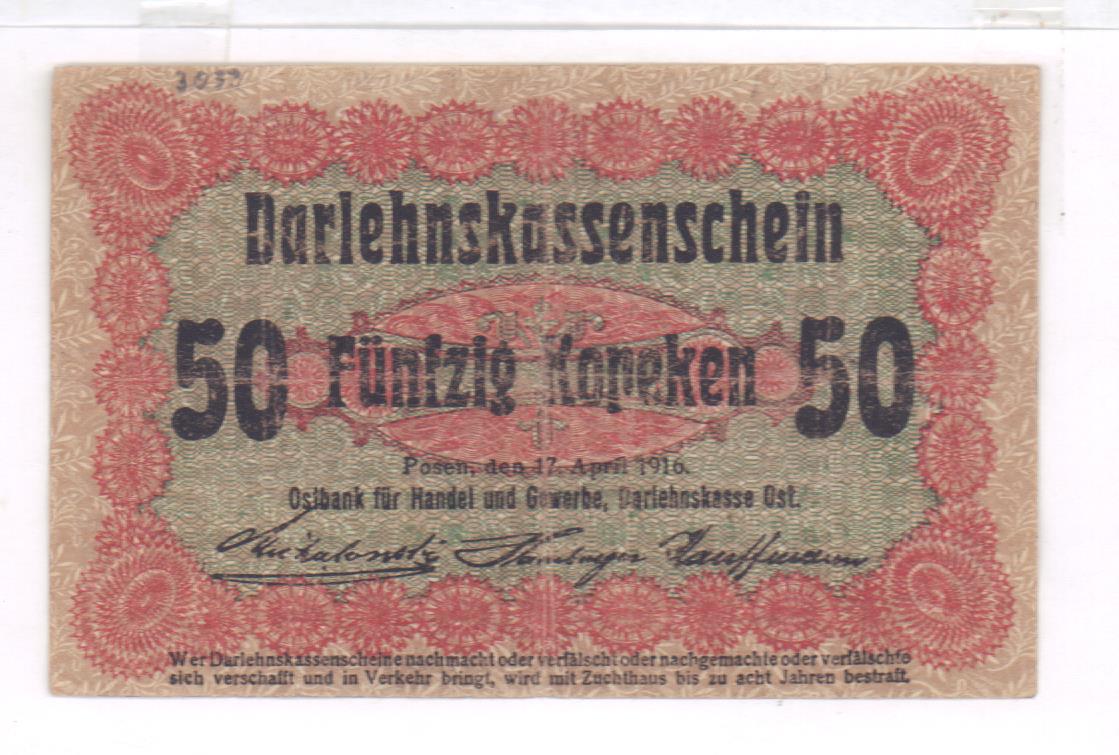 Darlehnskassenschein
50 Fünfzig Kopeken 50
Posen, den 17. April 1916.
Ostbank für Handel und Gewerbe, Darlehnskasse Ost.
Hamburger Kauffmann
Wer Darlehnskassenscheine nachmacht oder verfälscht oder nachgemachte oder verfälschte
sich verschafft und in Verkehr bringt, wird mit Zuchthaus bis zu acht Jahren bestraft.